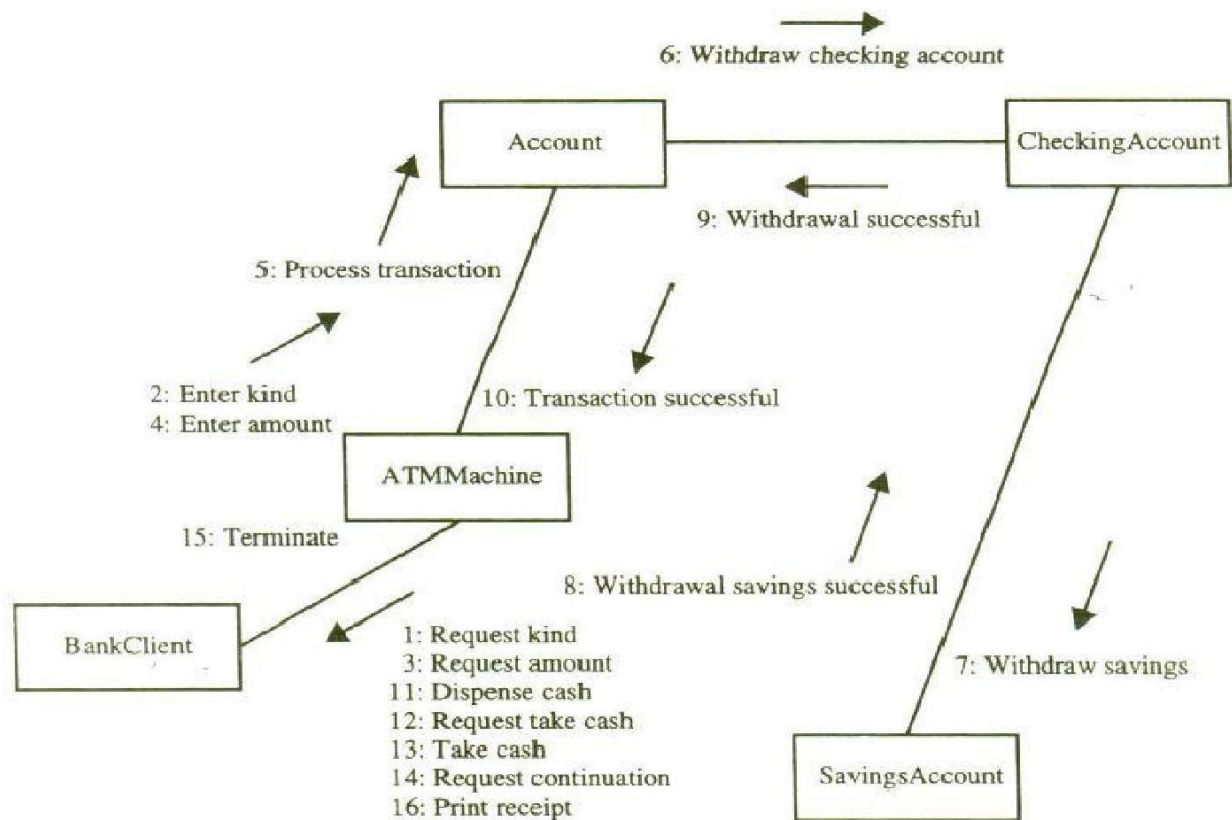 6: Withdraw checking account
Account
CheckingAccount
9: Withdrawal successful
5: Process transaction
2: Enter kind
4: Enter amount
10: Transaction successful
ATMMachine
15: Terminate
8: Withdrawal savings successful
BankClient
1: Request kind
3: Request amount
11: Dispense cash
12: Request take cash
13: Take cash
14: Request continuation
16: Print receipt
7: Withdraw savings
SavingsAccount